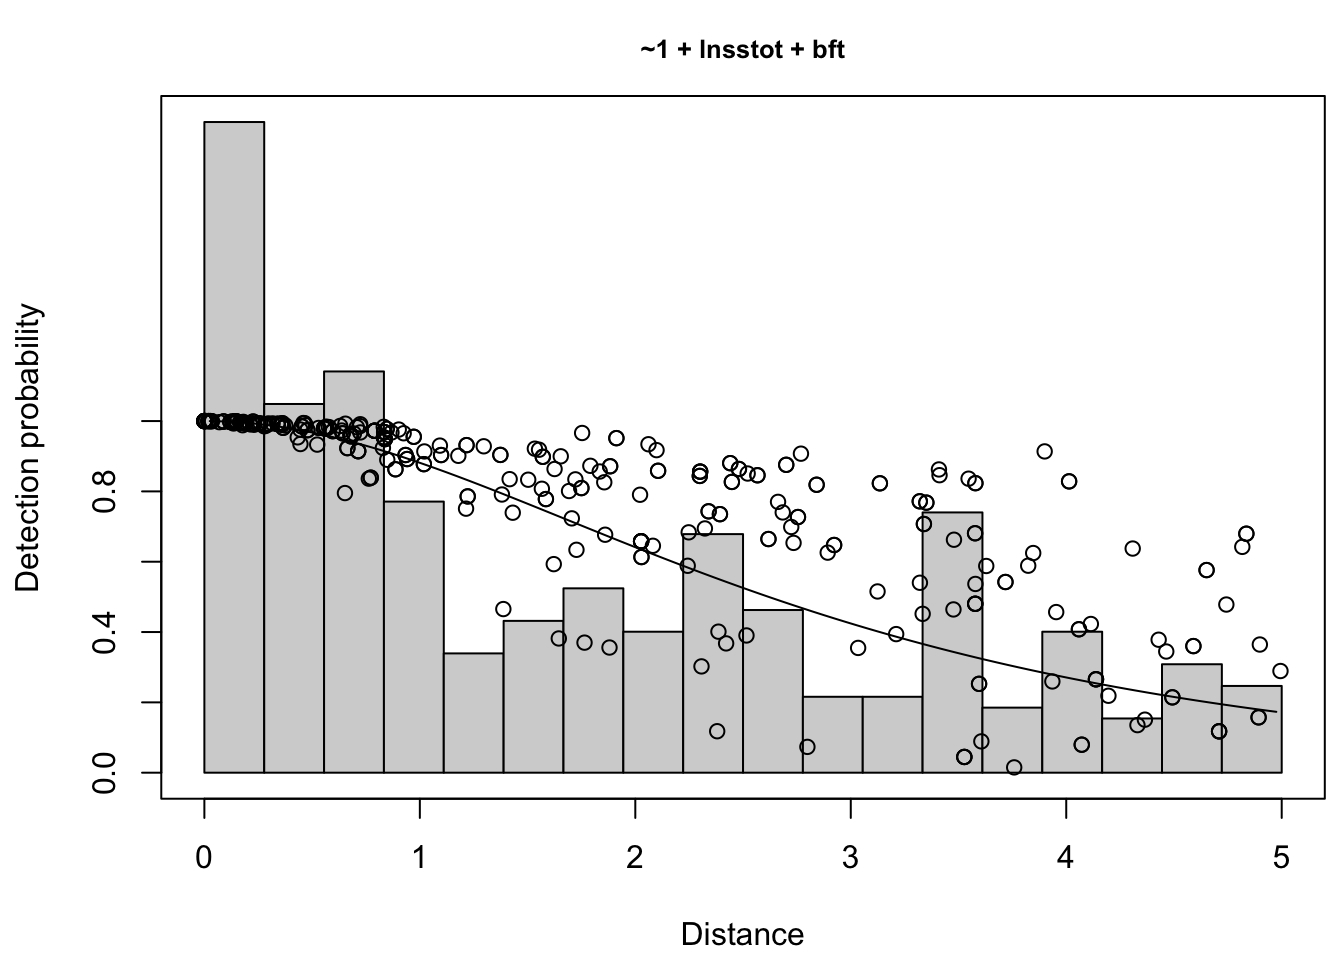 ~1 + lnsstot + bft
Detection probability
0.8
0.4
0.0
0 1 2 3 4 5
Distance